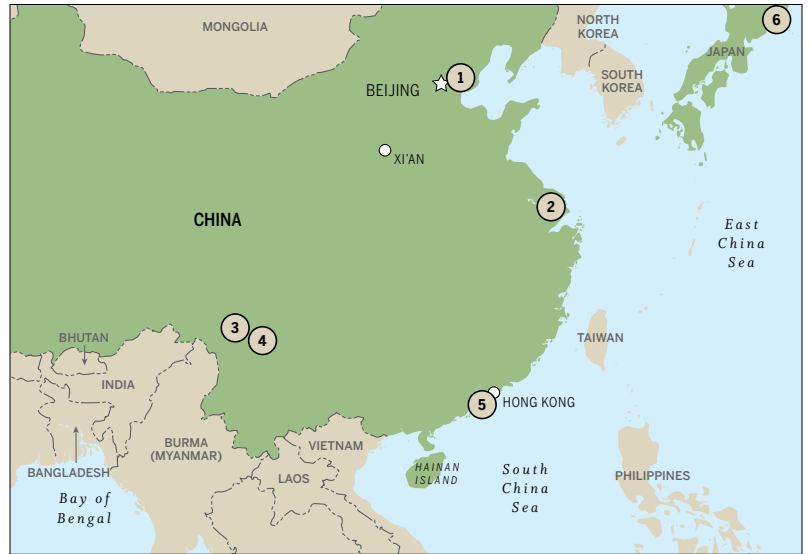 MONGOLIA
NORTH
KOREA
6
JAPAN
SOUTH
KOREA
BEIJING
1
XI'AN
2
CHINA
East
China
Sea
3
4
BHUTAN
TAIWAN
INDIA
5
HONG KONG
BURMA
(MYANMAR)
VIETNAM
LAOS
BANGLADESH
HAINAN
ISLAND
South
China
Sea
PHILIPPINES
Bay of
Bengal